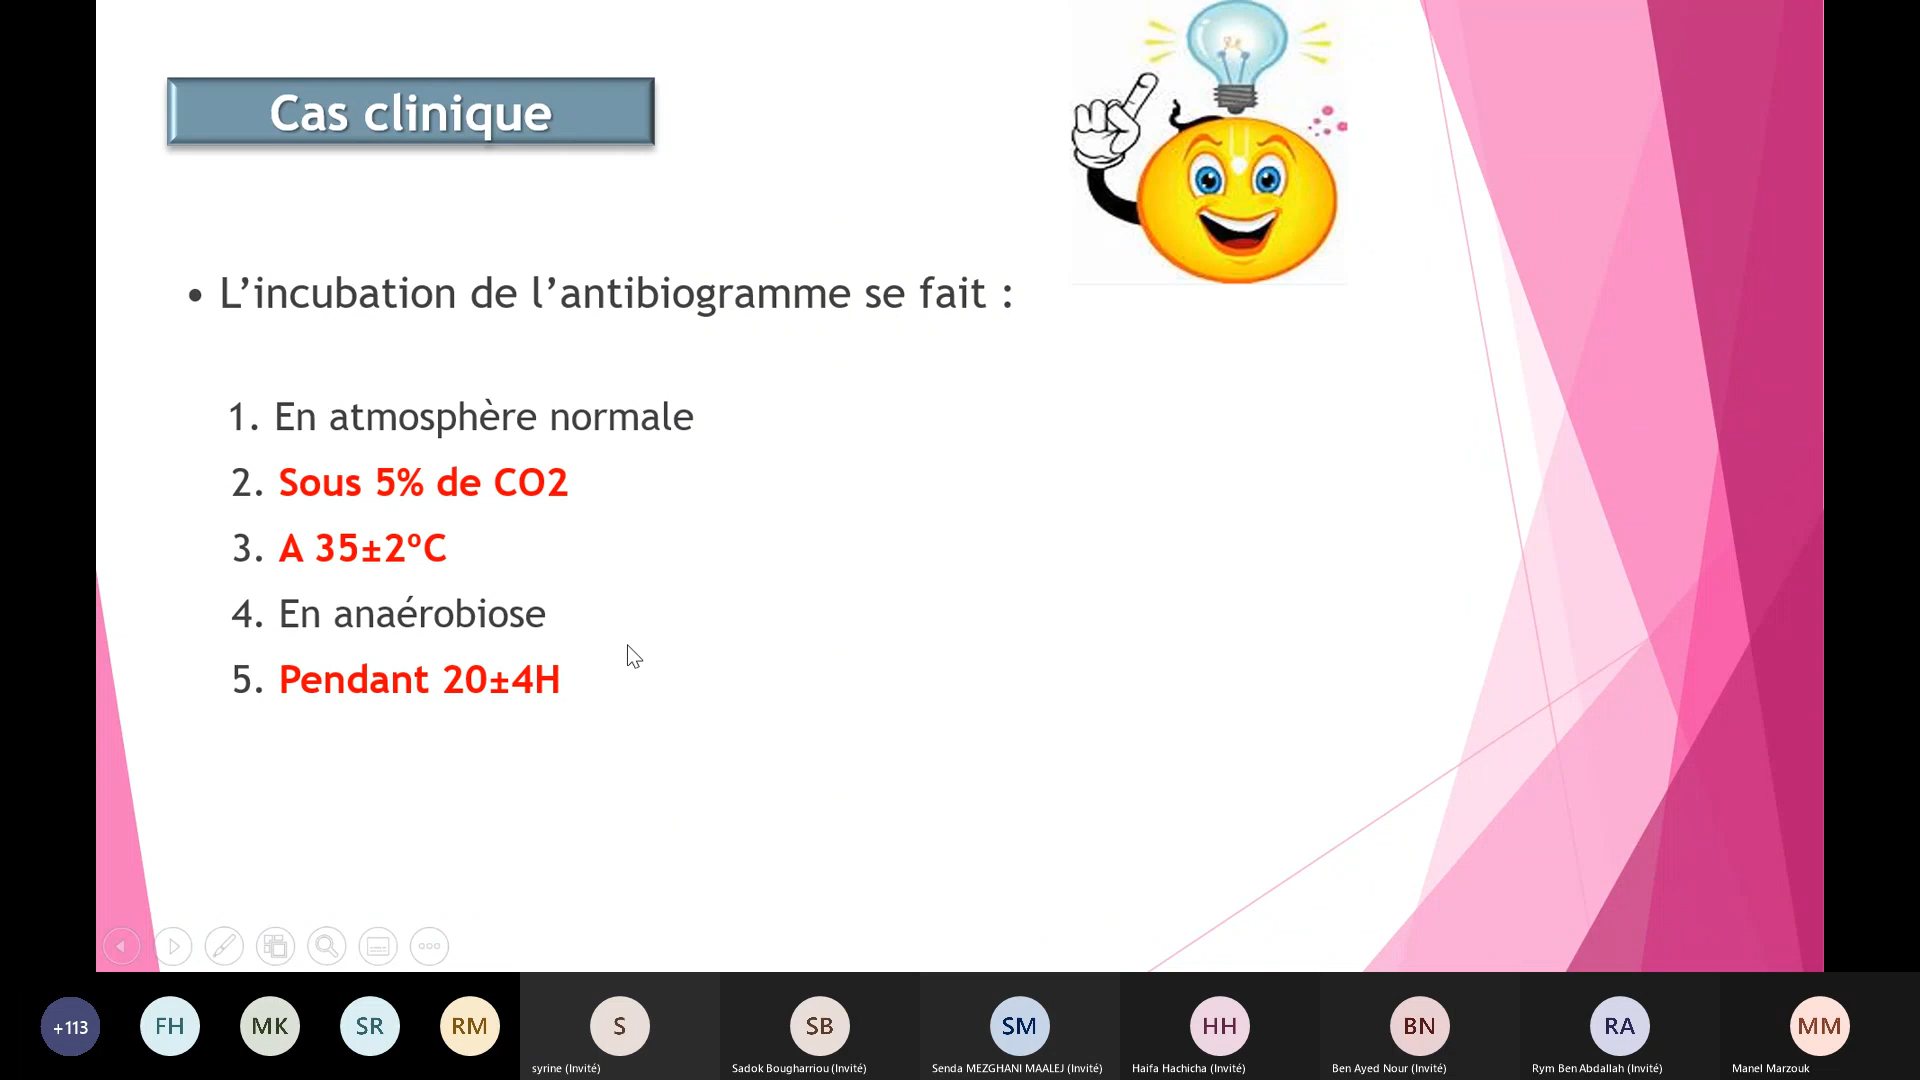 Cas clinique
• L’incubation de l’antibiogramme se fait :
1. En atmosphère normale
2. Sous 5% de CO2
3. A 35±2ºC
4. En anaérobiose
5. Pendant 20±4H
+113
FH
MK
SR
RM
S
SB
SM
HH
BN
RA
MM
syrine (Invité)
Sadok Bougharriou (Invité)
Senda MEZGHANI MAALEJ (Invité)
Haifa Hachicha (Invité)
Ben Ayed Nour (Invité)
Rym Ben Abdallah (Invité)
Manel Marzouk